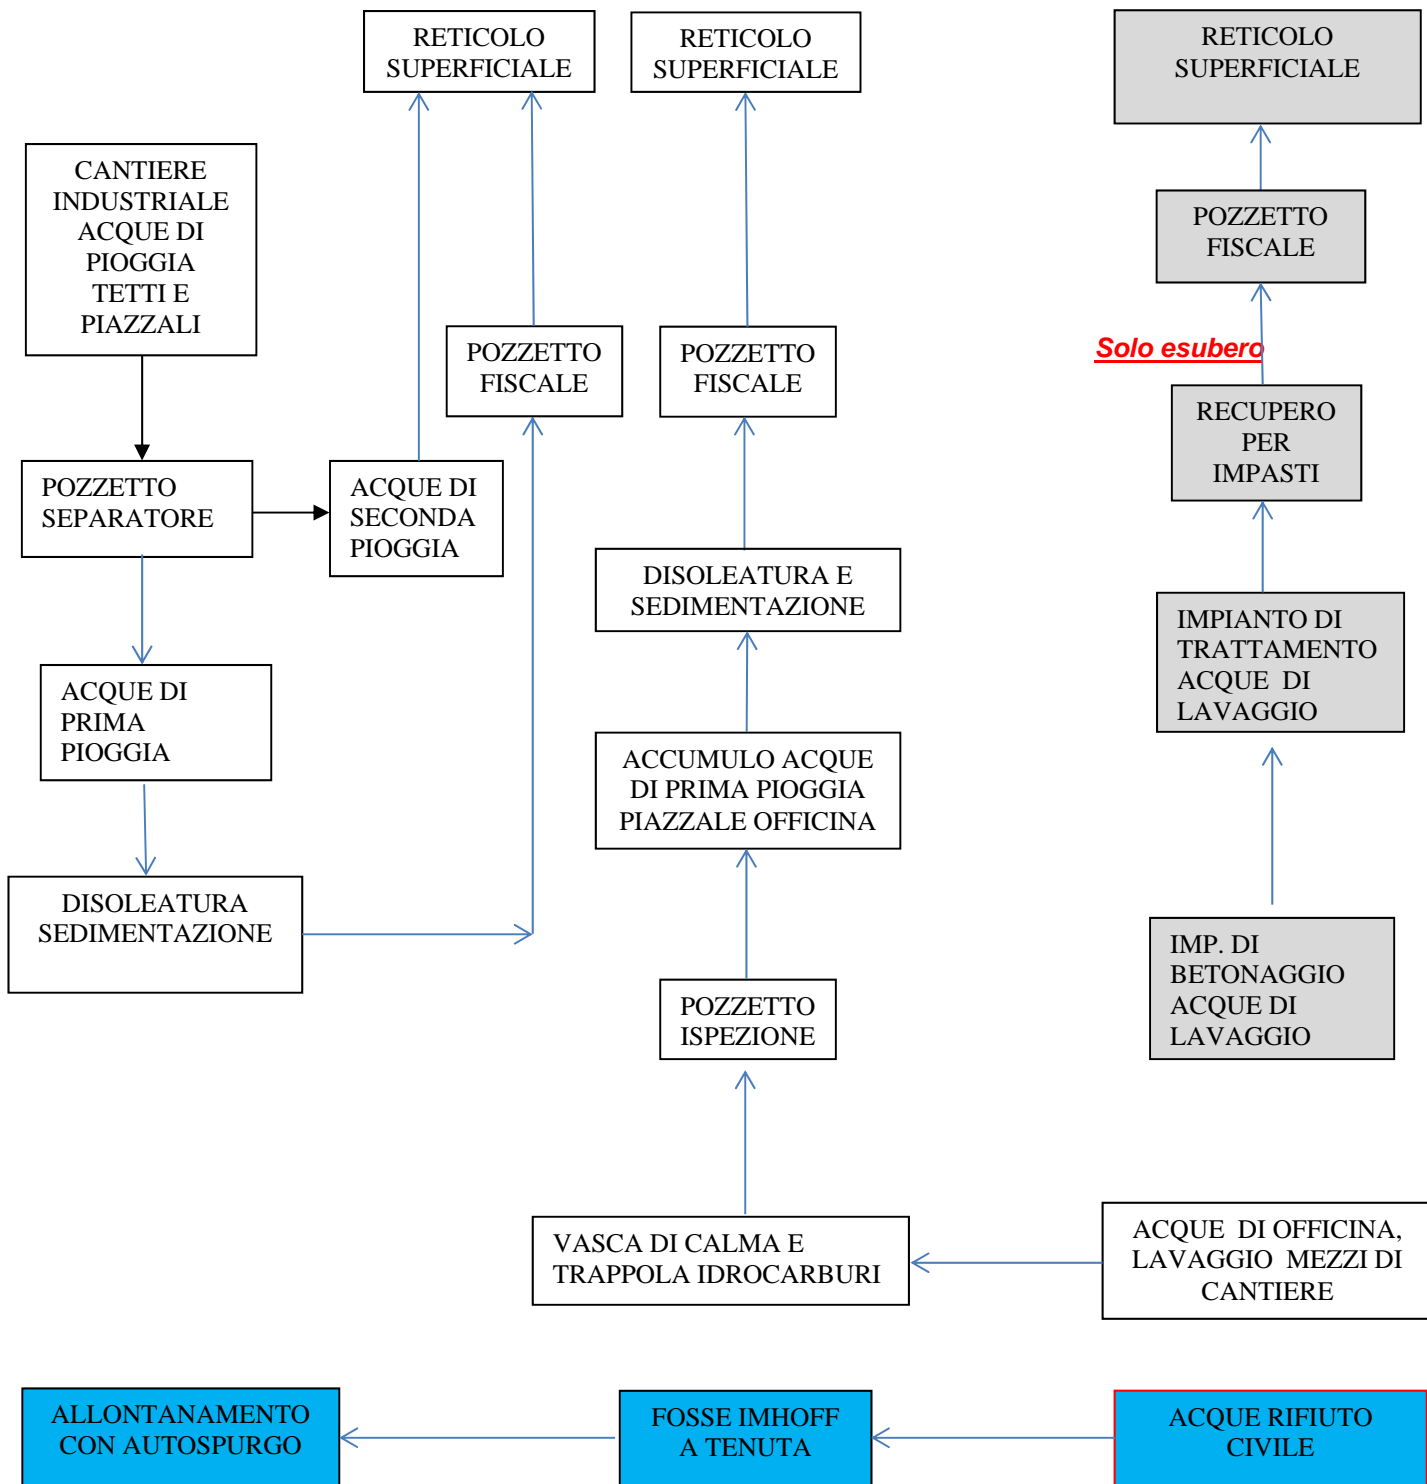 RETICOLO
SUPERFICIALE
RETICOLO
SUPERFICIALE
RETICOLO
SUPERFICIALE
CANTIERE
INDUSTRIALE
ACQUE DI
PIOGGIA
TETTI E
PIAZZALI
POZZETTO
FISCALE
POZZETTO
FISCALE
POZZETTO
FISCALE
Solo esubero
RECUPERO
PER
IMPASTI
POZZETTO
SEPARATORE
ACQUE DI
SECONDA
PIOGGIA
DISOLEATURA E
SEDIMENTAZIONE
IMPIANTO DI
TRATTAMENTO
ACQUE DI
LAVAGGIO
ACQUE DI
PRIMA
PIOGGIA
ACCUMULO ACQUE
DI PRIMA PIOGGIA
PIAZZALE OFFICINA
DISOLEATURA
SEDIMENTAZIONE
IMP. DI
BETONAGGIO
ACQUE DI
LAVAGGIO
POZZETTO
ISPEZIONE
VASCA DI CALMA E
TRAPPOLA IDROCARBURI
ACQUE DI OFFICINA,
LAVAGGIO MEZZI DI
CANTIERE
ALLONTANAMENTO
CON AUTOSPURGO
FOSSE IMHOFF
A TENUTA
ACQUE RIFIUTO
CIVILE